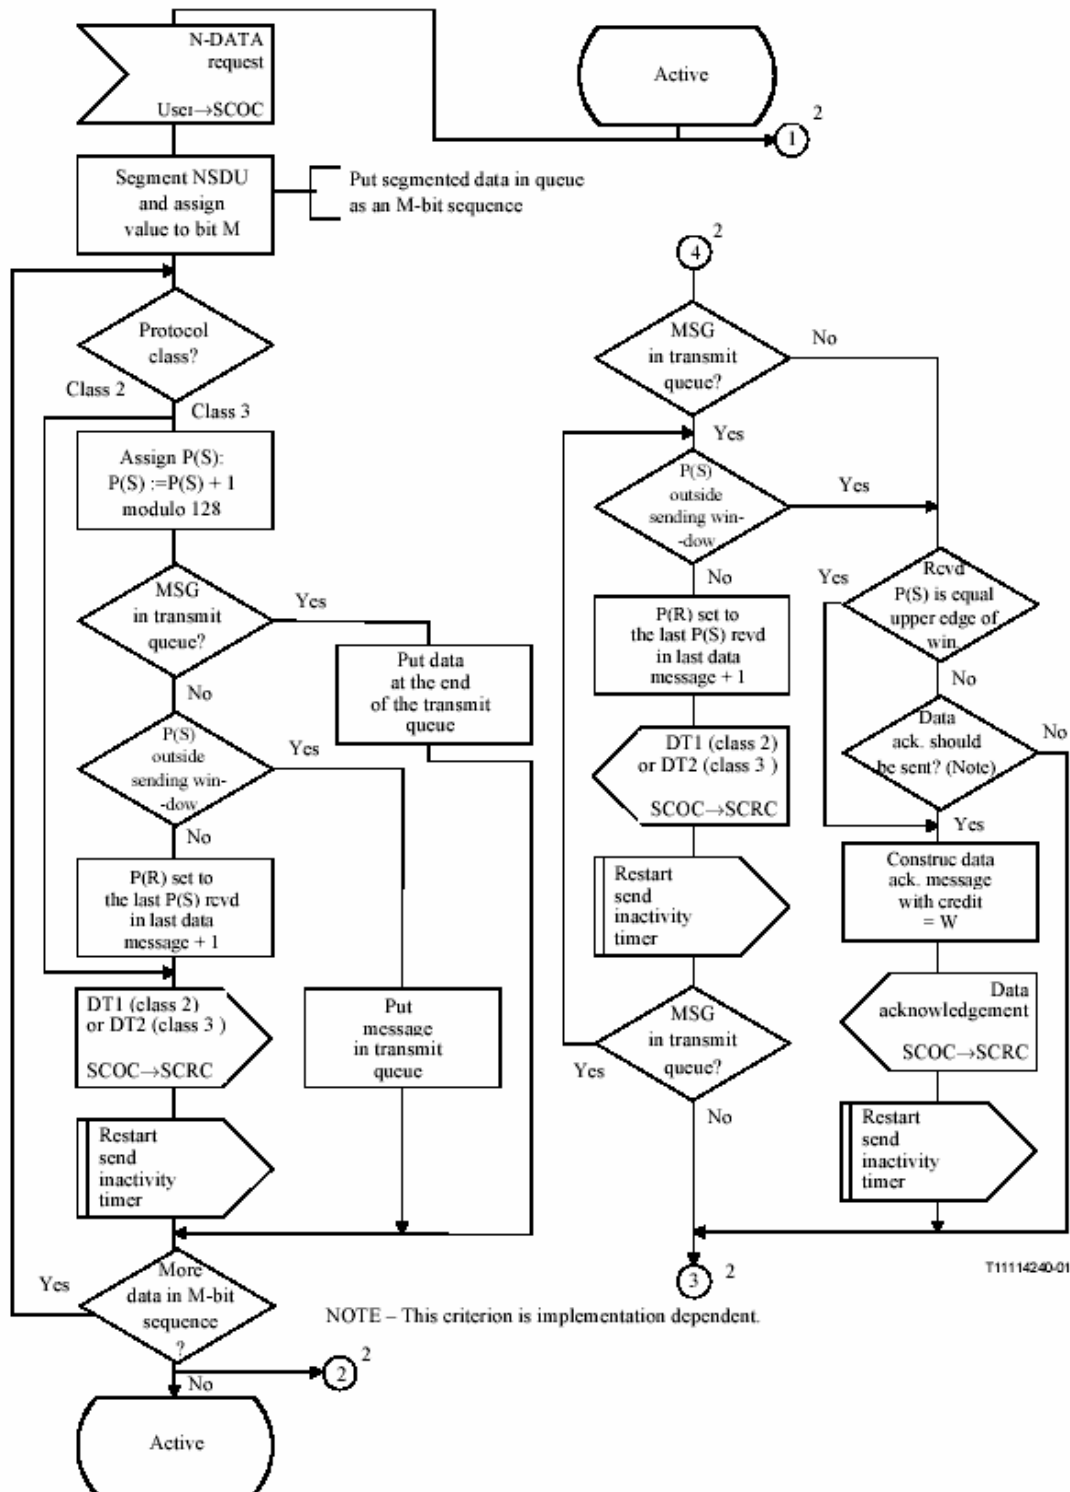 N-DATA
request
User→SCOC
Active
2
1
Segment NSDU
and assign
value to bit M
Put segmented data in queue
as an M-bit sequence
Protocol
class?
Class 2
Class 3
Assign P(S):
P(S) :=P(S) + 1
modulo 128
MSG
in transmit
queue?
Yes
No
Put data
at the end
of the transmit
queue
P(S)
outside
sending win-
-dow
Yes
No
P(R) set to
the last P(S) rcvd
in last data
message + 1
DT1 (class 2)
or DT2 (class 3 )
SCOC→SCRC
Put
message
in transmit
queue
Restart
send
inactivity
timer
More
data in M-bit
sequence
?
Yes
No
2
2
Active
2
4
MSG
in transmit
queue?
No
Yes
P(S)
outside
sending win-
-dow
Yes
No
P(R) set to
the last P(S) rcvd
in last data
message + 1
DT1 (class 2)
or DT2 (class 3 )
SCOC→SCRC
Restart
send
inactivity
timer
MSG
in transmit
queue?
Yes
No
Rcvd
P(S) is equal
upper edge of
win.
Yes
No
Data
ack. should
be sent? (Note)
No
Yes
Construc data
ack. message
with credit
= W
Data
acknowledgement
SCOC→SCRC
Restart
send
inactivity
timer
3
2
T11114240-01
NOTE – This criterion is implementation dependent.